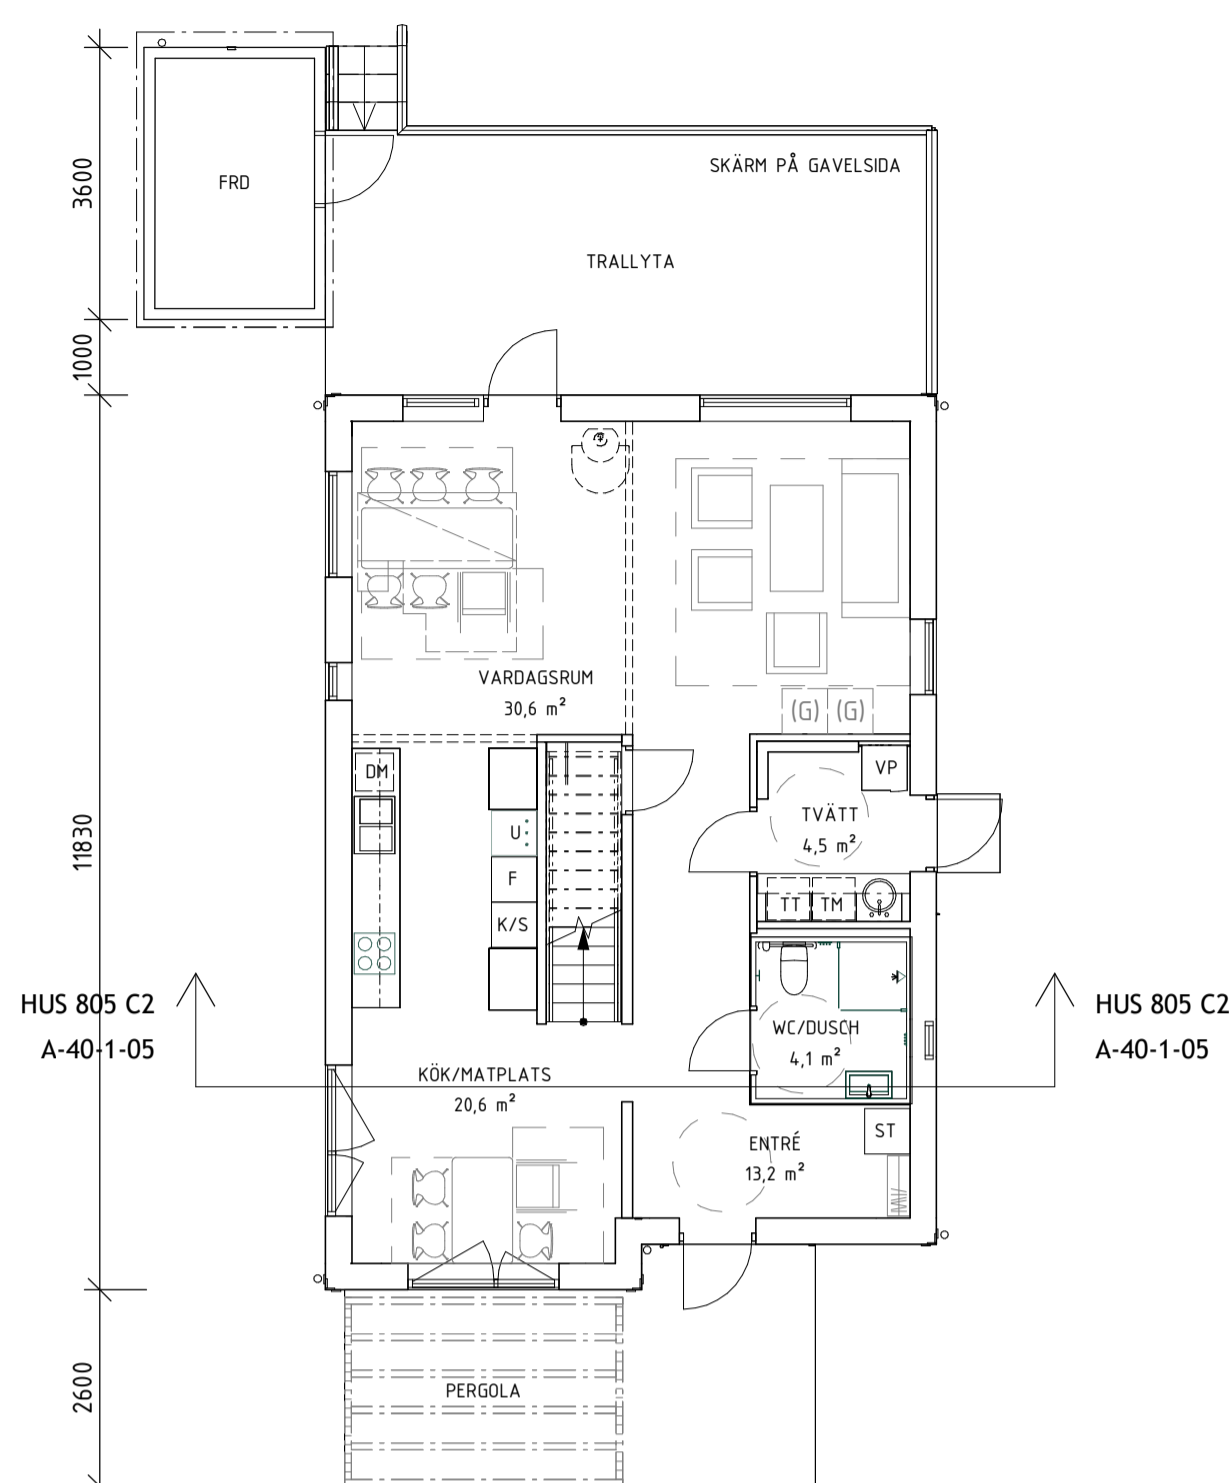 3600
FRD
SKÄRM PÅ GAVELSIDA
TRALLYTA
1000
VARDAGSRUM
30,6 m²
(G) (G)
DM
VP
TVÄTT
4,5 m²
U
F
K/S
TT
TM
11830
HUS 805 C2
A-40-1-05
HUS 805 C2
A-40-1-05
WC/DUSCH
4,1 m²
KÖK/MATPLATS
20,6 m²
ST
ENTRÉ
13,2 m²
PERGOLA
2600